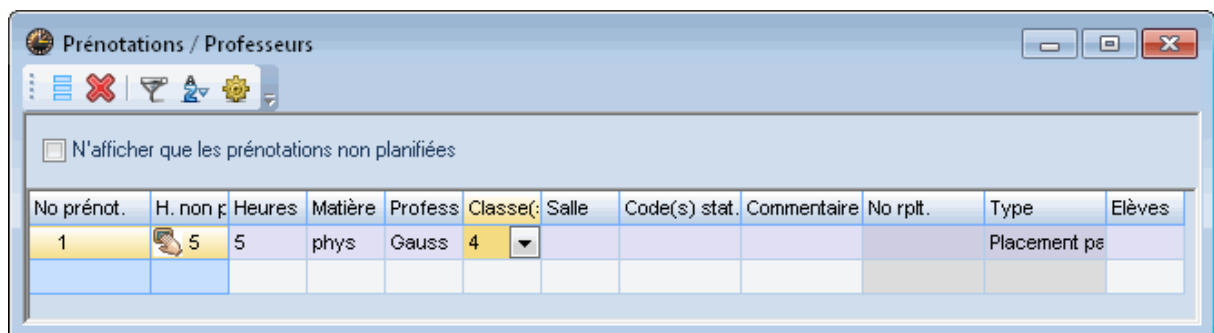 Prénotations / Professeurs
N'afficher que les prénotations non planifiées
No prénot. H. non p Heures Matière Profess Classe(s Salle Code(s) stat. Commentaire No rplt. Type Elèves
1 5 5 phys Gauss 4 Placement pa